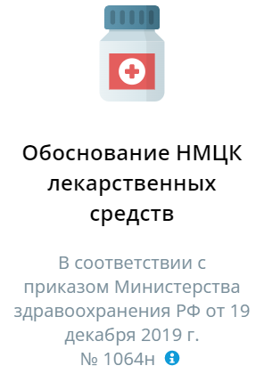 Обоснование НМЦК
лекарственных
средств
В соответствии с
приказом Министерства
здравоохранения РФ от 19
декабря 2019 г.
№ 1064н